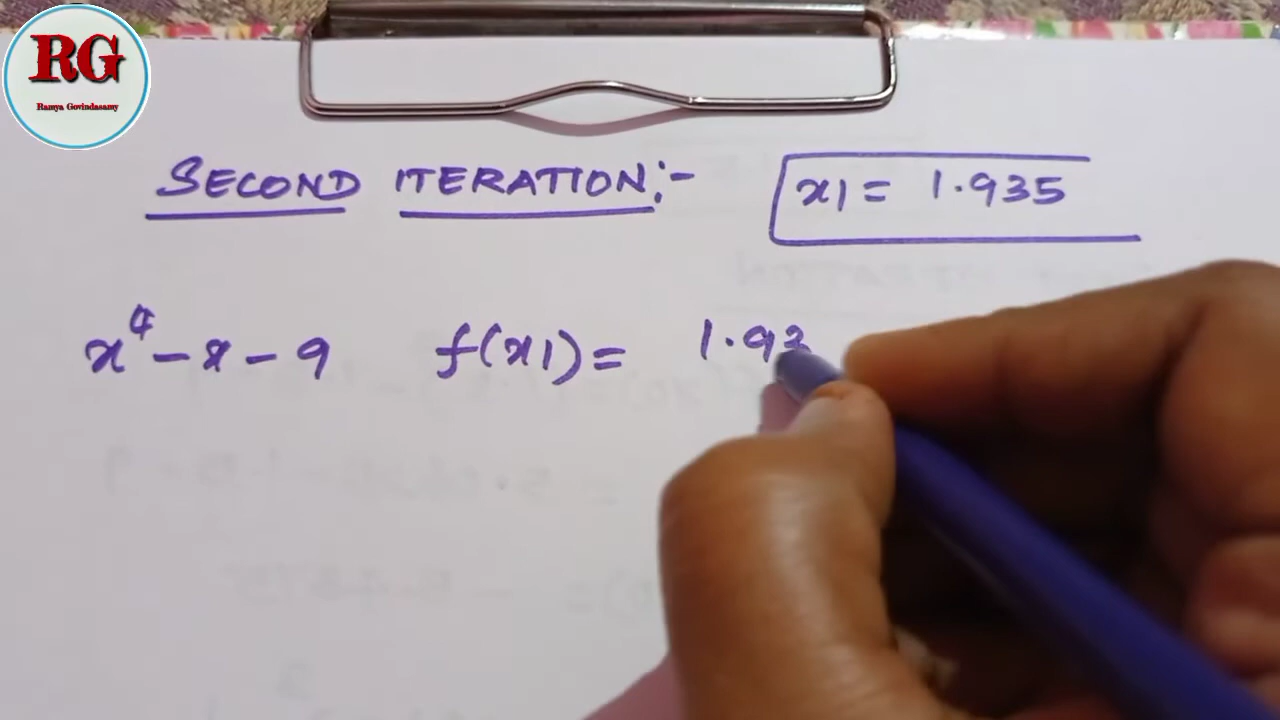 RG
Ramya Govindasamy
SECOND ITERATION:-
x1 = 1.935
x⁴-x-9 f(x1) = 1.93